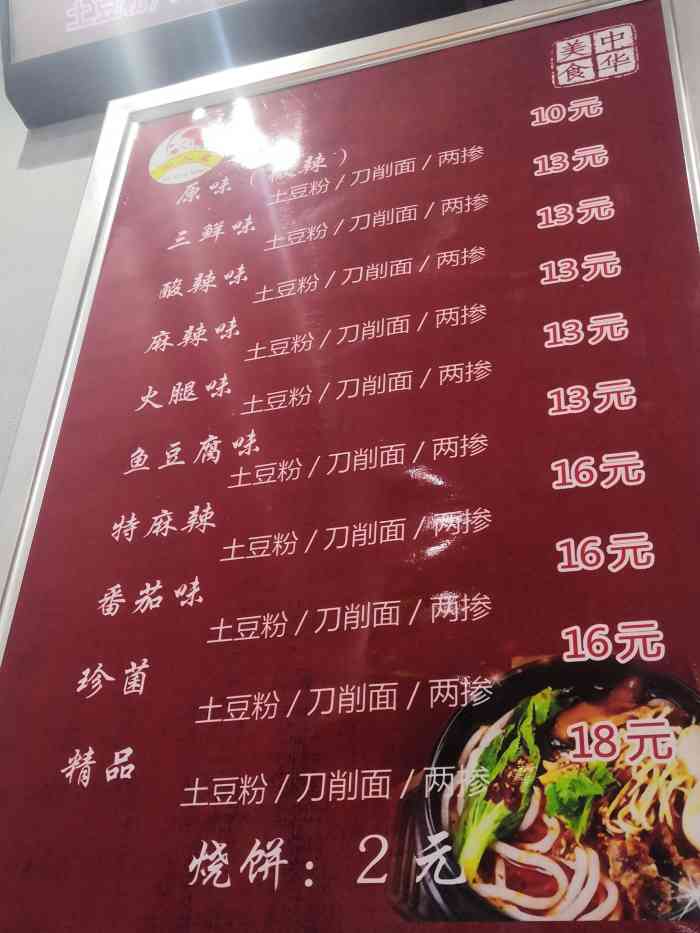 中华
美食
原味（酸辣） 土豆粉/刀削面/两掺 10元
三鲜味 土豆粉/刀削面/两掺 13元
酸辣味 土豆粉/刀削面/两掺 13元
麻辣味 土豆粉/刀削面/两掺 13元
火腿味 土豆粉/刀削面/两掺 13元
鱼豆腐味 土豆粉/刀削面/两掺 13元
特麻辣 土豆粉/刀削面/两掺 16元
番茄味 土豆粉/刀削面/两掺 16元
珍菌 土豆粉/刀削面/两掺 16元
精品 土豆粉/刀削面/两掺 18元
烧饼：2元